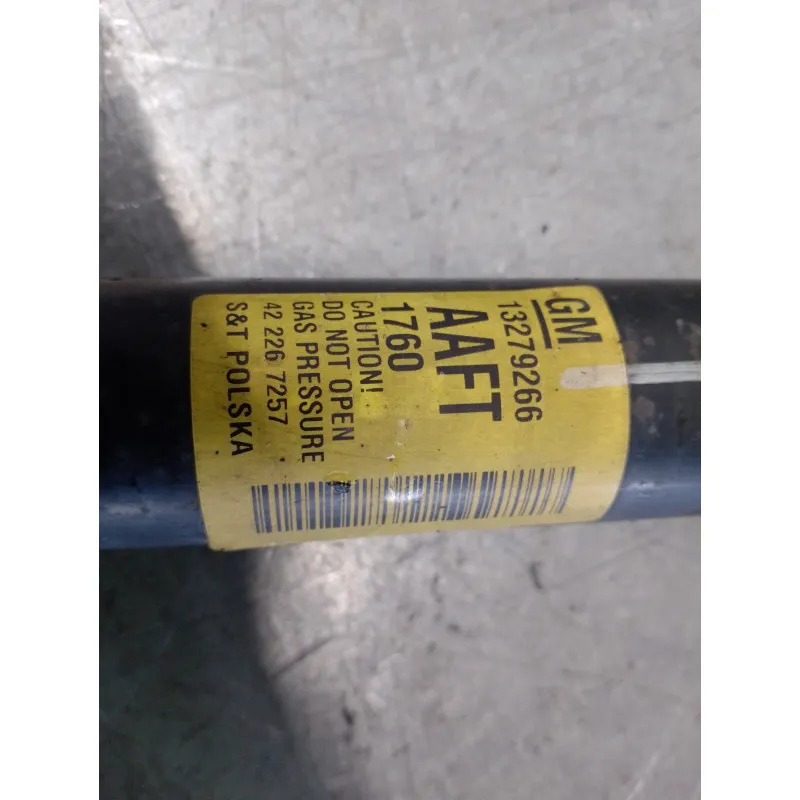 GM
13279266
AAFT
1760
CAUTION!
DO NOT OPEN
GAS PRESSURE
42 226 7257
S&T POLSKA